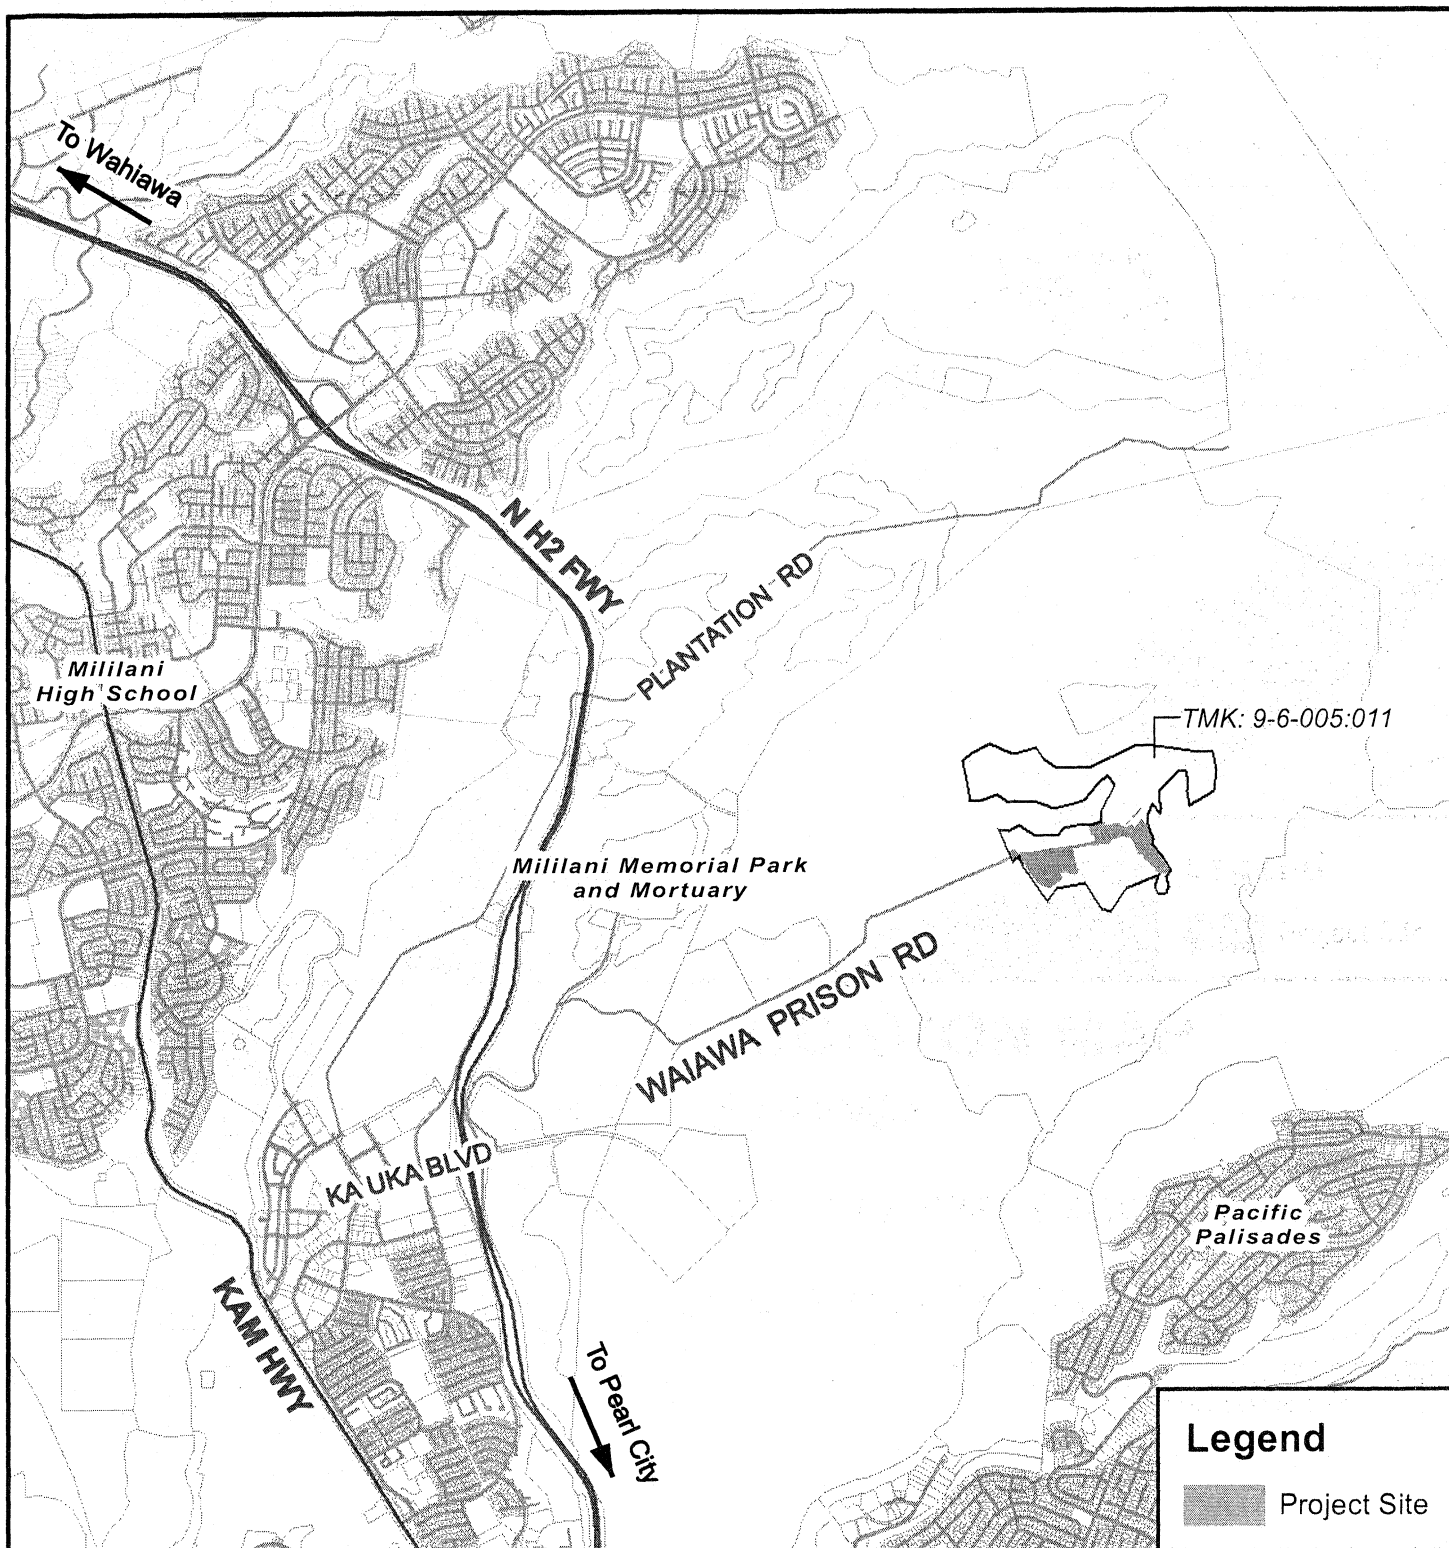 To Wahiawa
N H2 FWY
PLANTATION RD
Mililani
High School
TMK: 9-6-005:011
Mililani Memorial Park
and Mortuary
WAIAWA PRISON RD
KA UKA BLVD
Pacific
Palisades
KAM HWY
To Pearl City
Legend
Project Site